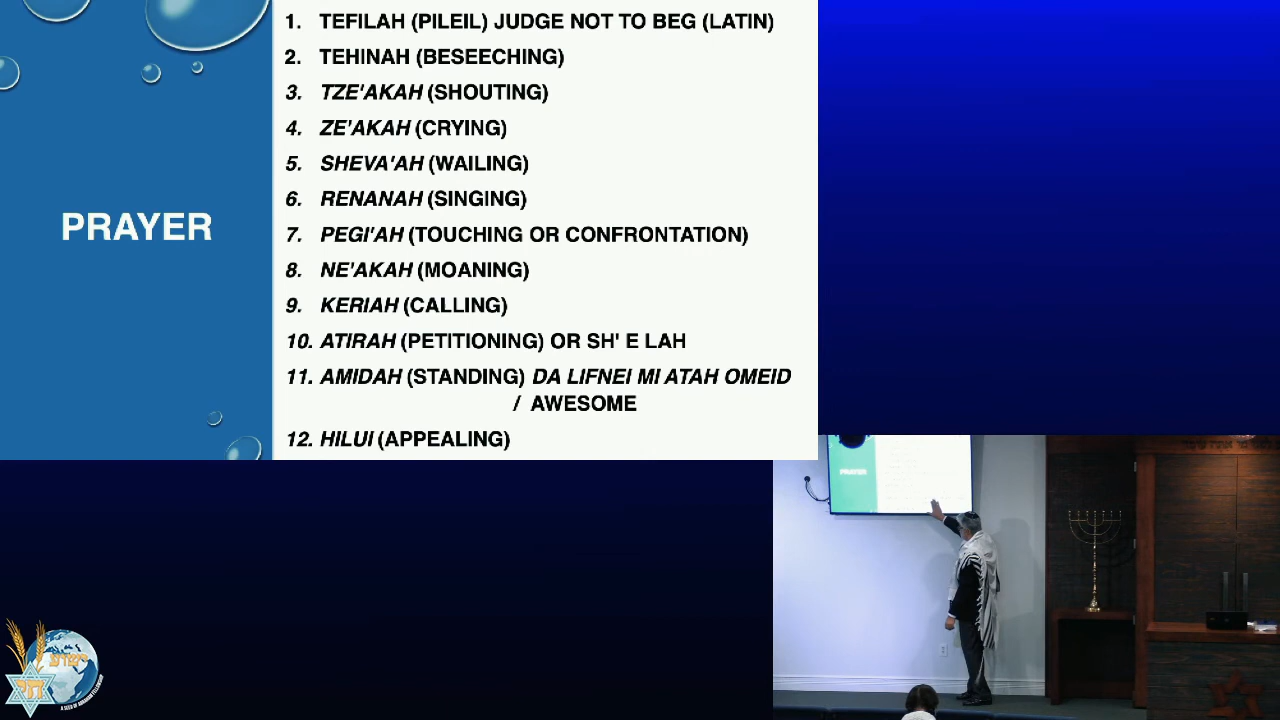 PRAYER
1. TEFILAH (PILEIL) JUDGE NOT TO BEG (LATIN)
2. TEHINAH (BESEECHING)
3. TZE'AKAH (SHOUTING)
4. ZE'AKAH (CRYING)
5. SHEVA'AH (WAILING)
6. RENANAH (SINGING)
7. PEGI'AH (TOUCHING OR CONFRONTATION)
8. NE'AKAH (MOANING)
9. KERIAH (CALLING)
10. ATIRAH (PETITIONING) OR SH' E LAH
11. AMIDAH (STANDING) DA LIFNEI MI ATAH OMEID
/ AWESOME
12. HILUI (APPEALING)
PRAYER
ישוע
חי